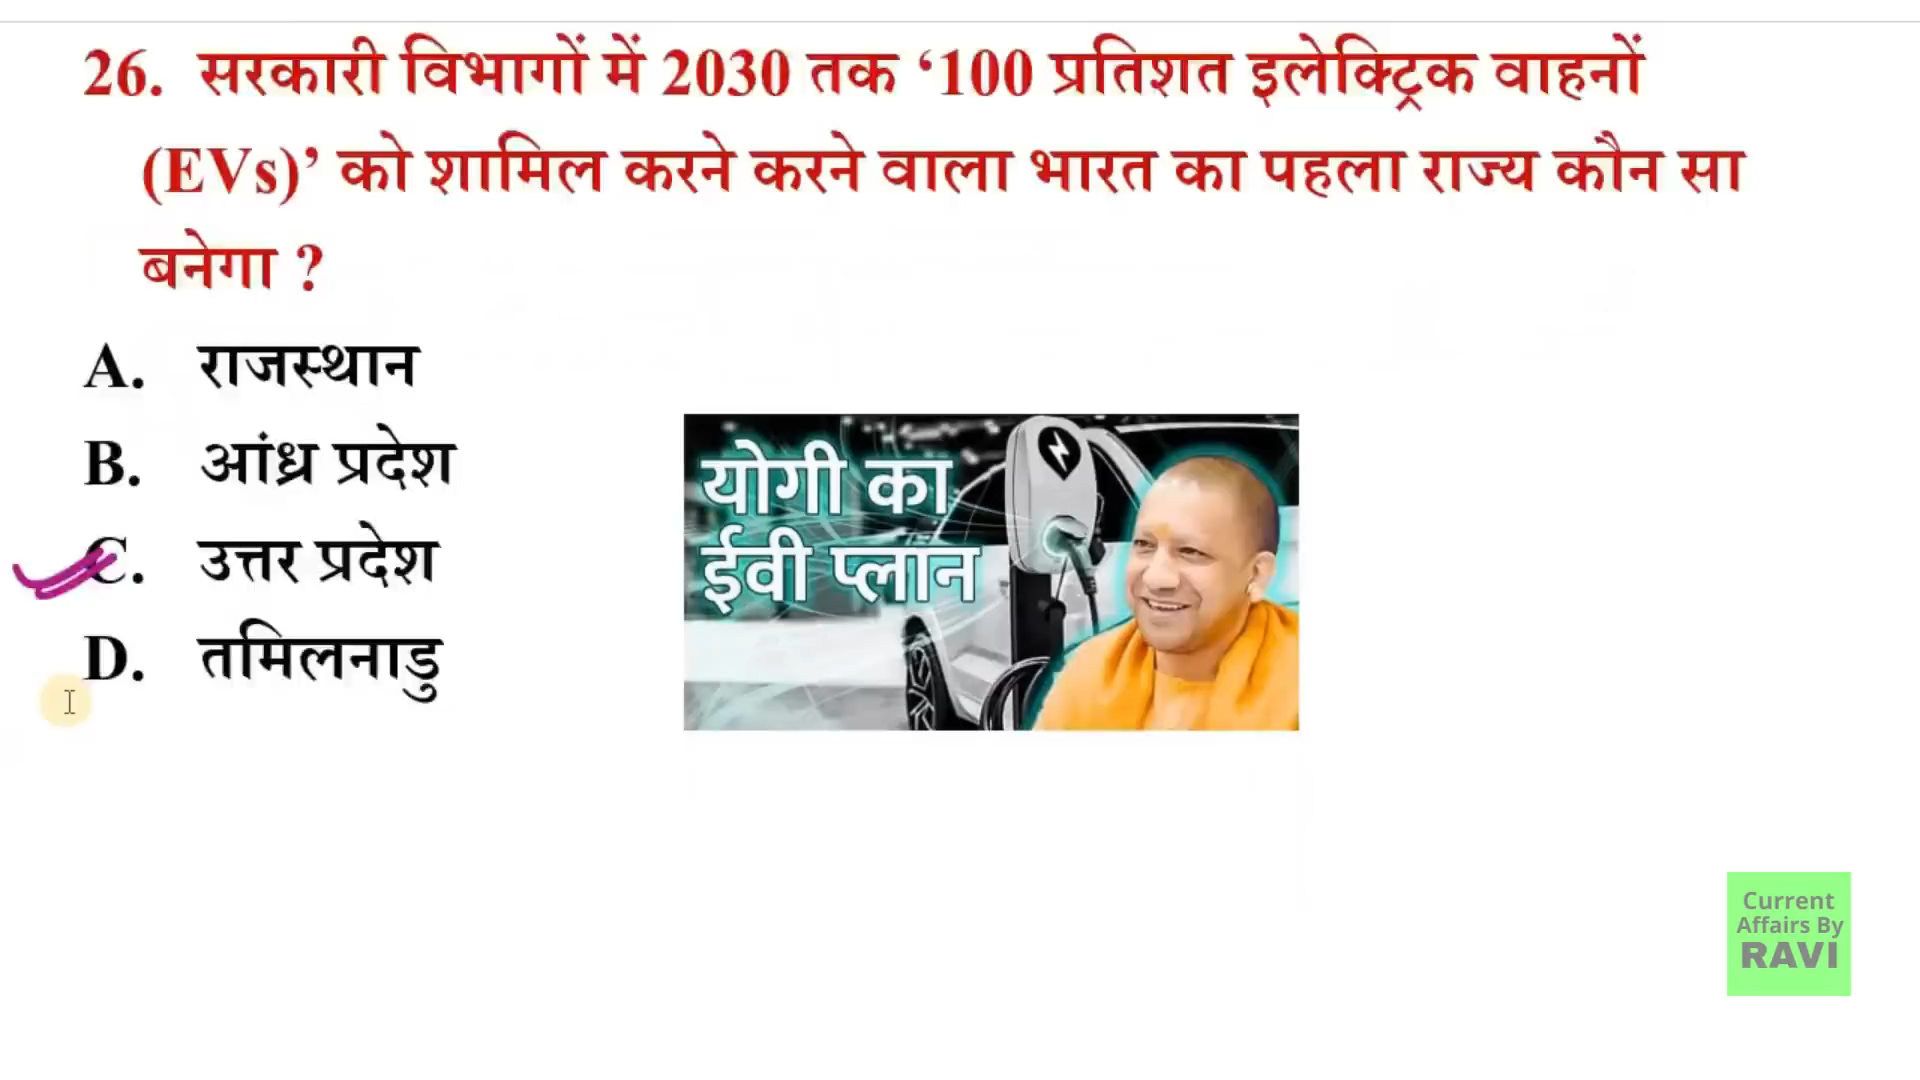 26. सरकारी विभागों में 2030 तक ‘100 प्रतिशत इलेक्ट्रिक वाहनों
(EVs)’ को शामिल करने करने वाला भारत का पहला राज्य कौन सा
बनेगा ?
A. राजस्थान
B. आंध्र प्रदेश
C. उत्तर प्रदेश
D. तमिलनाडु
योगी का
ईवी प्लान
Current
Affairs By
RAVI